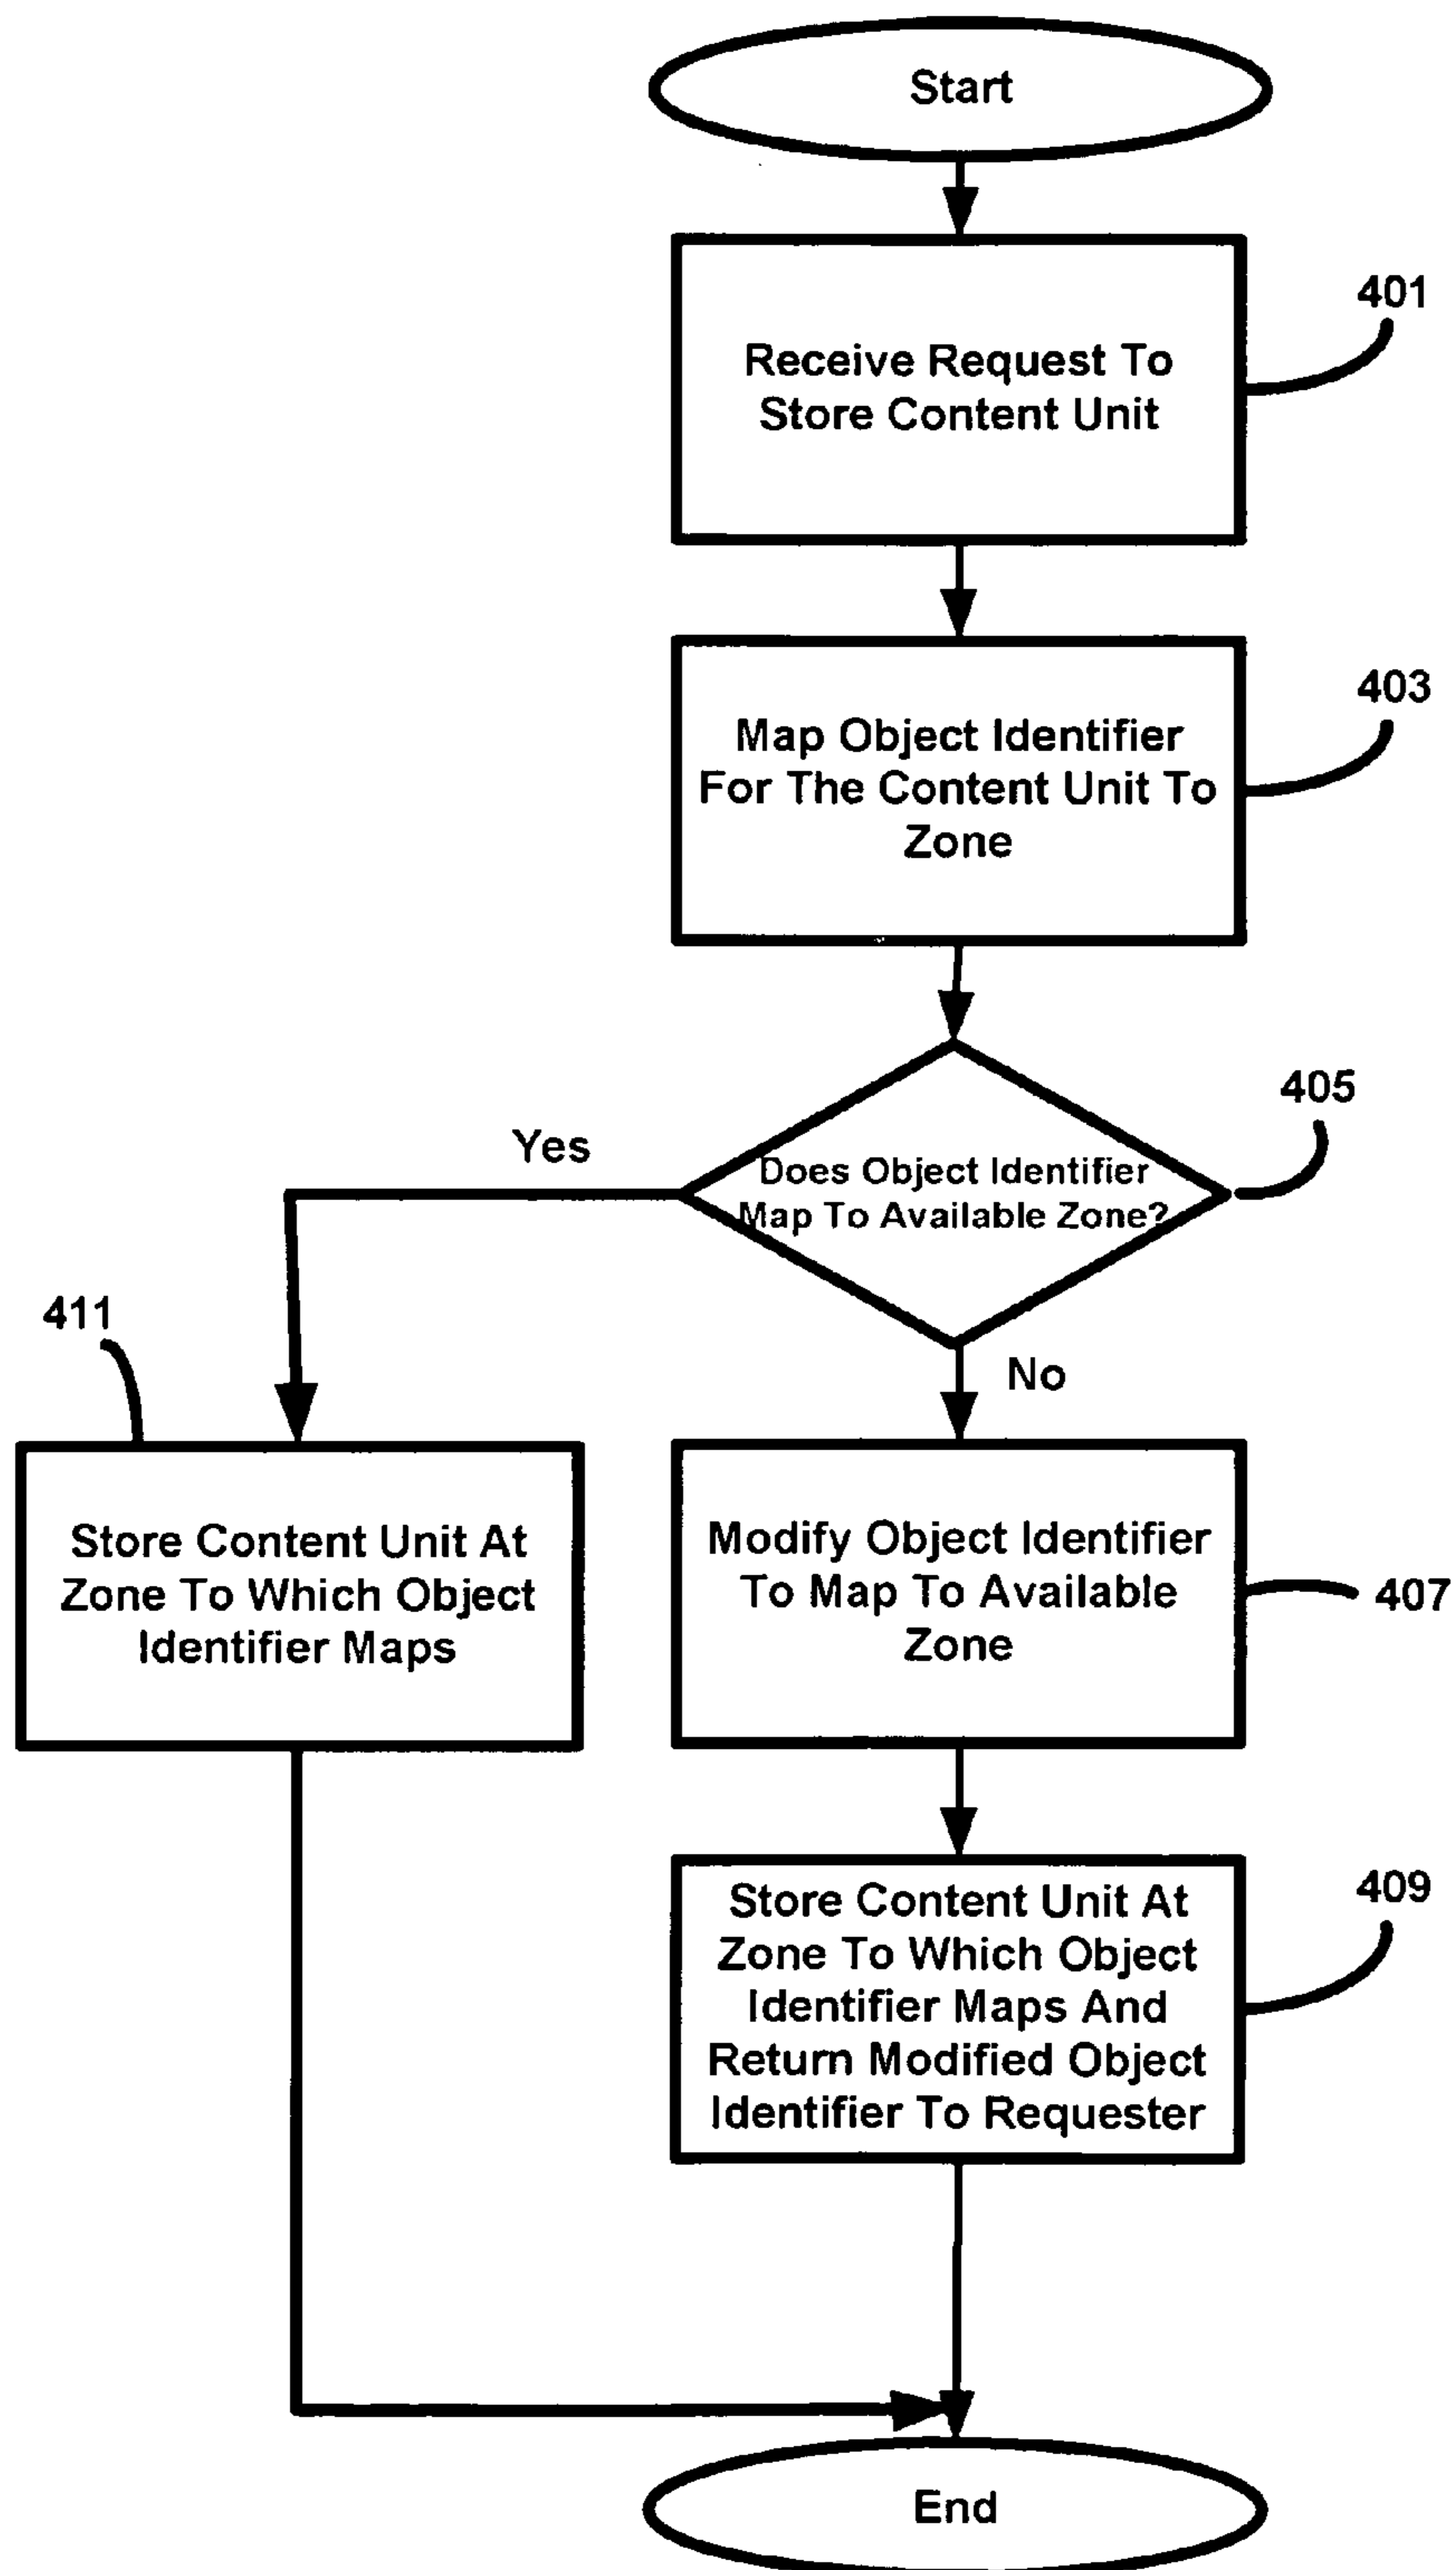 Start
401
Receive Request To
Store Content Unit
403
Map Object Identifier
For The Content Unit To
Zone
405
Yes
Does Object Identifier
Map To Available Zone?
No
411
Store Content Unit At
Zone To Which Object
Identifier Maps
Modify Object Identifier
To Map To Available
Zone
407
409
Store Content Unit At
Zone To Which Object
Identifier Maps And
Return Modified Object
Identifier To Requester
End